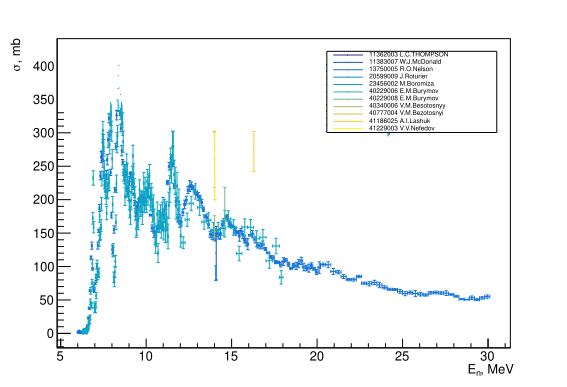 σ, mb
400
350
300
250
200
150
100
50
0
5
10
15
20
25
30
Eₙ, MeV
11362003 L.C.THOMPSON
11383007 W.J.McDonald
13750005 R.O.Nelson
20599009 J.Roturier
23456002 M.Boromiza
40229006 E.M.Burymov
40229008 E.M.Burymov
40340006 V.M.Besotosnyy
40777004 V.M.Bezotosnyi
41186025 A.I.Lashuk
41229003 V.V.Nefedov